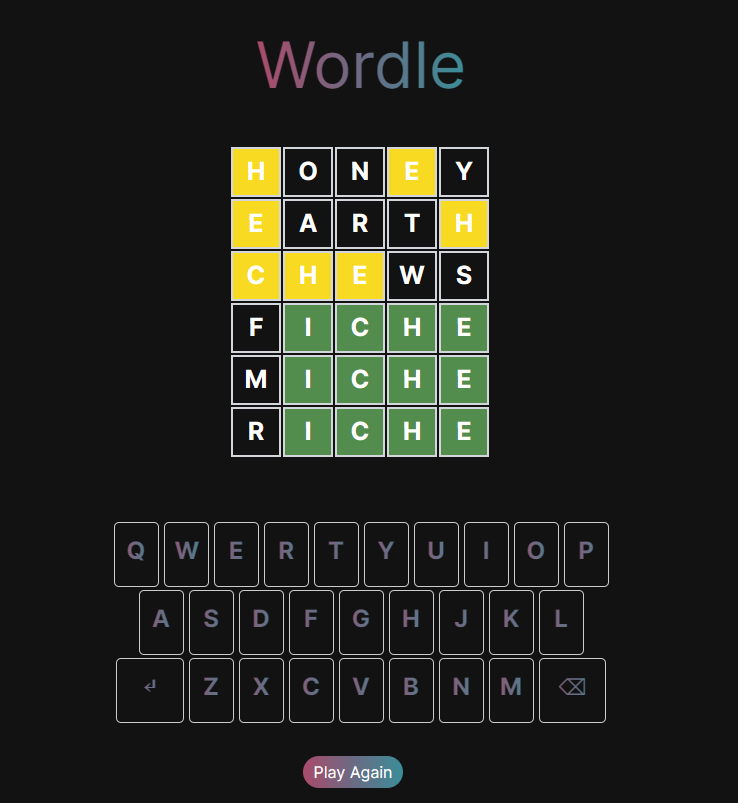 Wordle
H O N E Y
E A R T H
C H E W S
F I C H E
M I C H E
R I C H E
Q W E R T Y U I O P
A S D F G H J K L
↵ Z X C V B N M ⌫
Play Again